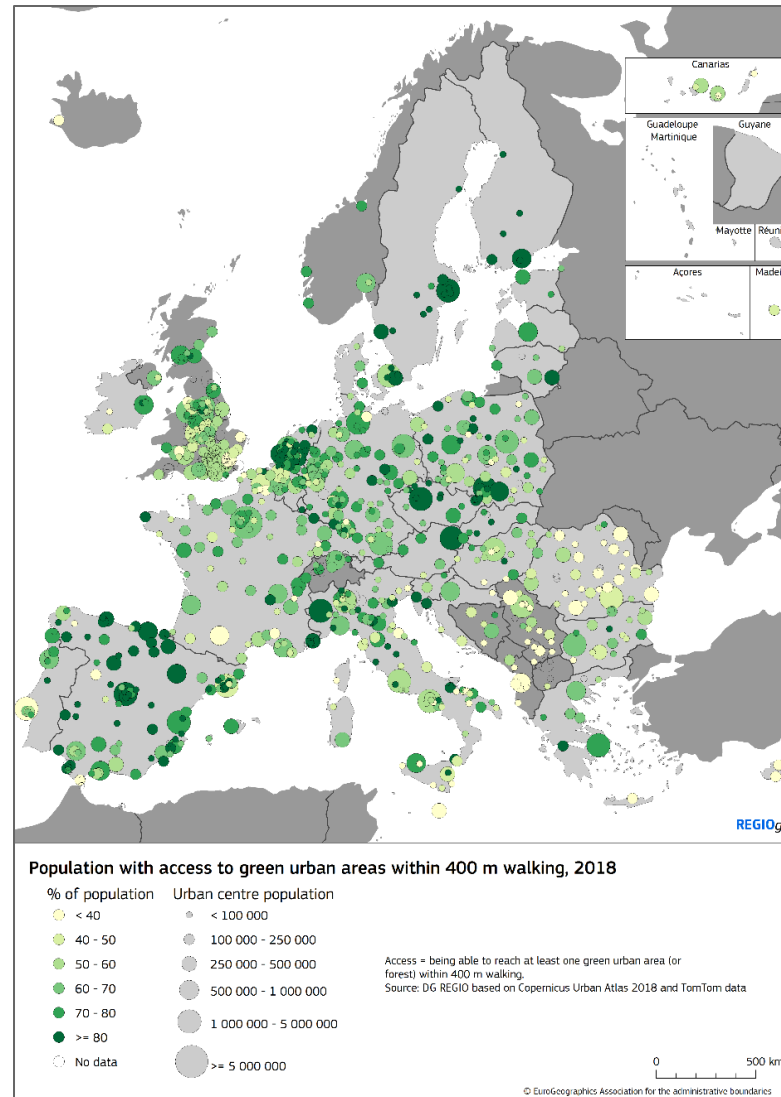 Canarias
Guadeloupe
Martinique
Guyane
Mayotte
Réuni
Açores
Madei
REGIOg
Population with access to green urban areas within 400 m walking, 2018
% of population
< 40
40 - 50
50 - 60
60 - 70
70 - 80
>= 80
No data
Urban centre population
< 100 000
100 000 - 250 000
250 000 - 500 000
500 000 - 1 000 000
1 000 000 - 5 000 000
>= 5 000 000
Access = being able to reach at least one green urban area (or
forest) within 400 m walking.
Source: DG REGIO based on Copernicus Urban Atlas 2018 and TomTom data
0 500 km
© EuroGeographics Association for the administrative boundaries